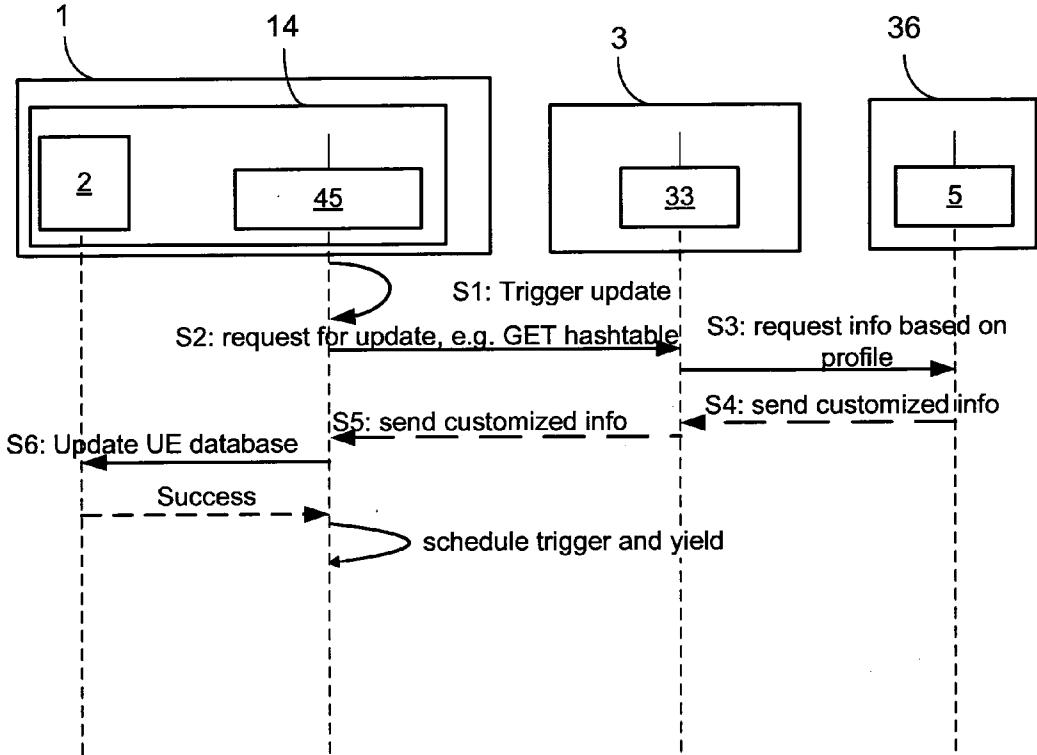 1
14
3
36
2
45
33
5
S1: Trigger update
S2: request for update, e.g. GET hashtable
S3: request info based on
profile
S4: send customized info
S5: send customized info
S6: Update UE database
Success
schedule trigger and yield